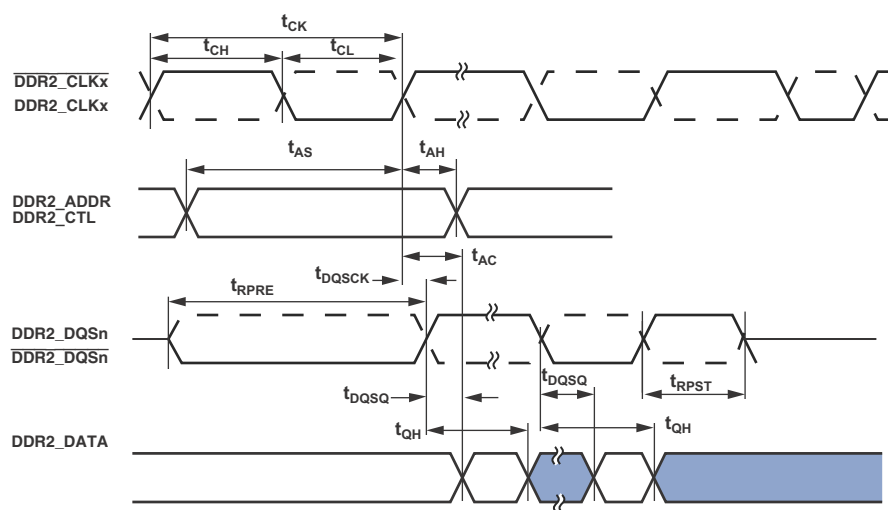 tCK
tCH
tCL
DDR2_CLKx
DDR2_CLKx
tAS
tAH
DDR2_ADDR
DDR2_CTL
tAC
tDQSCK
tRPRE
DDR2_DQSn
DDR2_DQSn
tDQSQ
tDQSQ
tRPST
tQH
tQH
DDR2_DATA